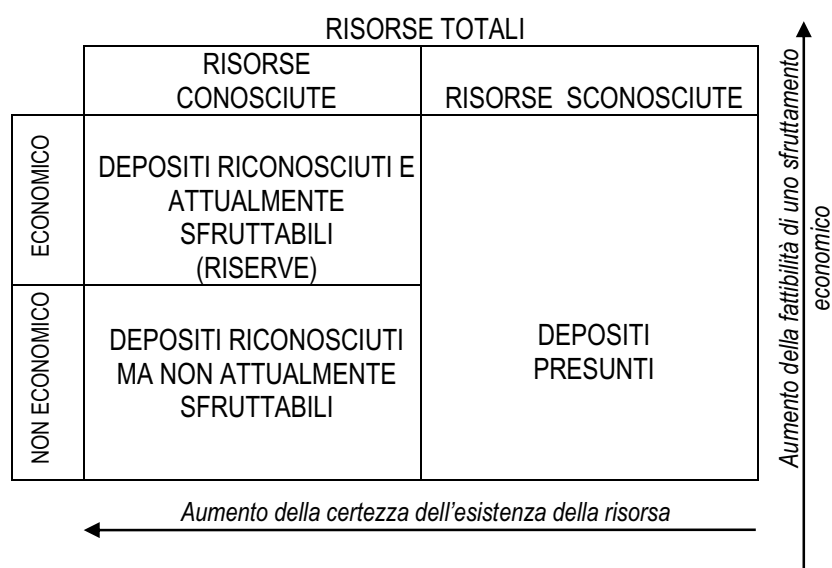 RISORSE TOTALI
RISORSE
CONOSCIUTE
RISORSE SCONOSCIUTE
ECONOMICO
DEPOSITI RICONOSCIUTI E
ATTUALMENTE
SFRUTTABILI
(RISERVE)
NON ECONOMICO
DEPOSITI RICONOSCIUTI
MA NON ATTUALMENTE
SFRUTTABILI
DEPOSITI
PRESUNTI
Aumento della fattibilità di uno sfruttamento
economico
Aumento della certezza dell’esistenza della risorsa